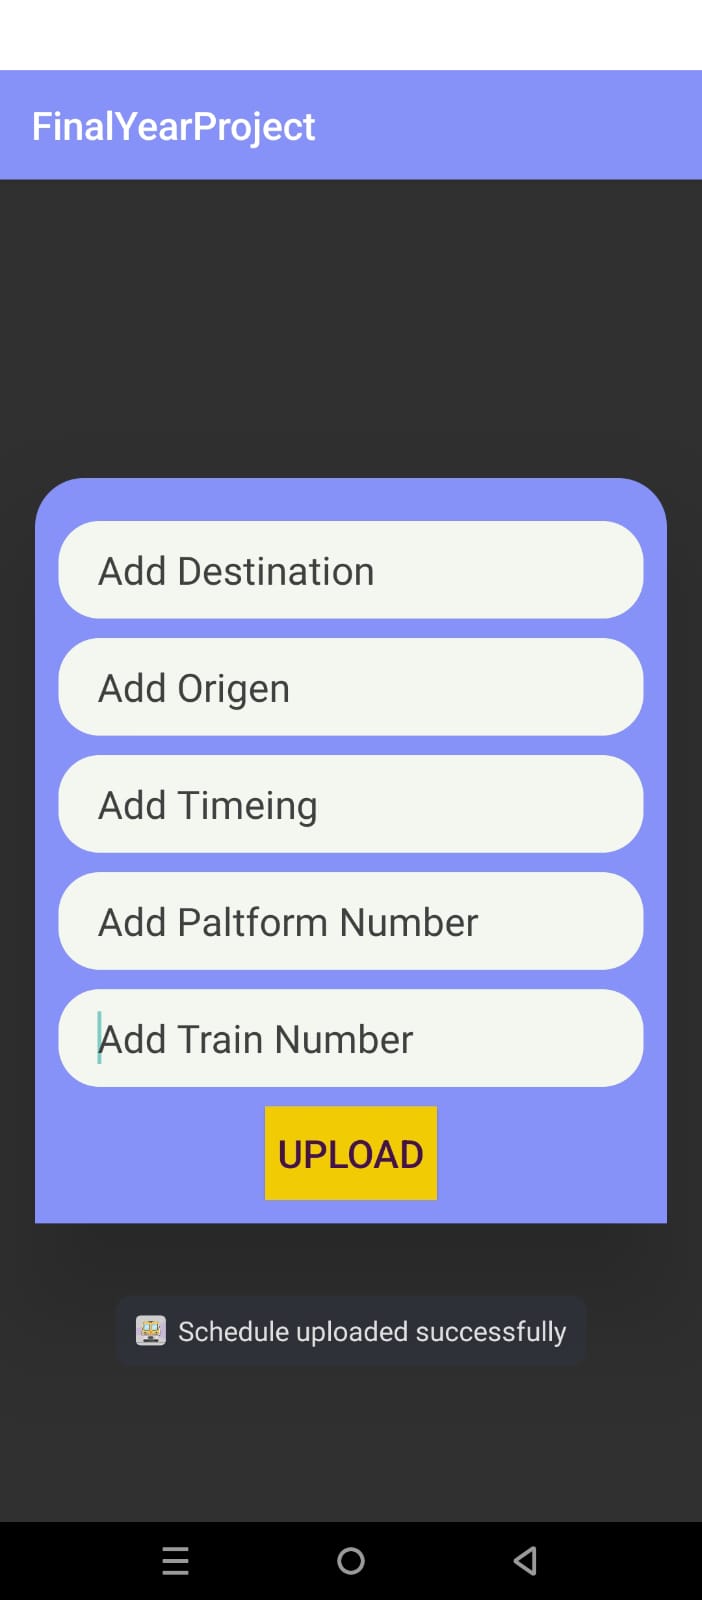 FinalYearProject
Add Destination
Add Origen
Add Timeing
Add Paltform Number
Add Train Number
UPLOAD
Schedule uploaded successfully